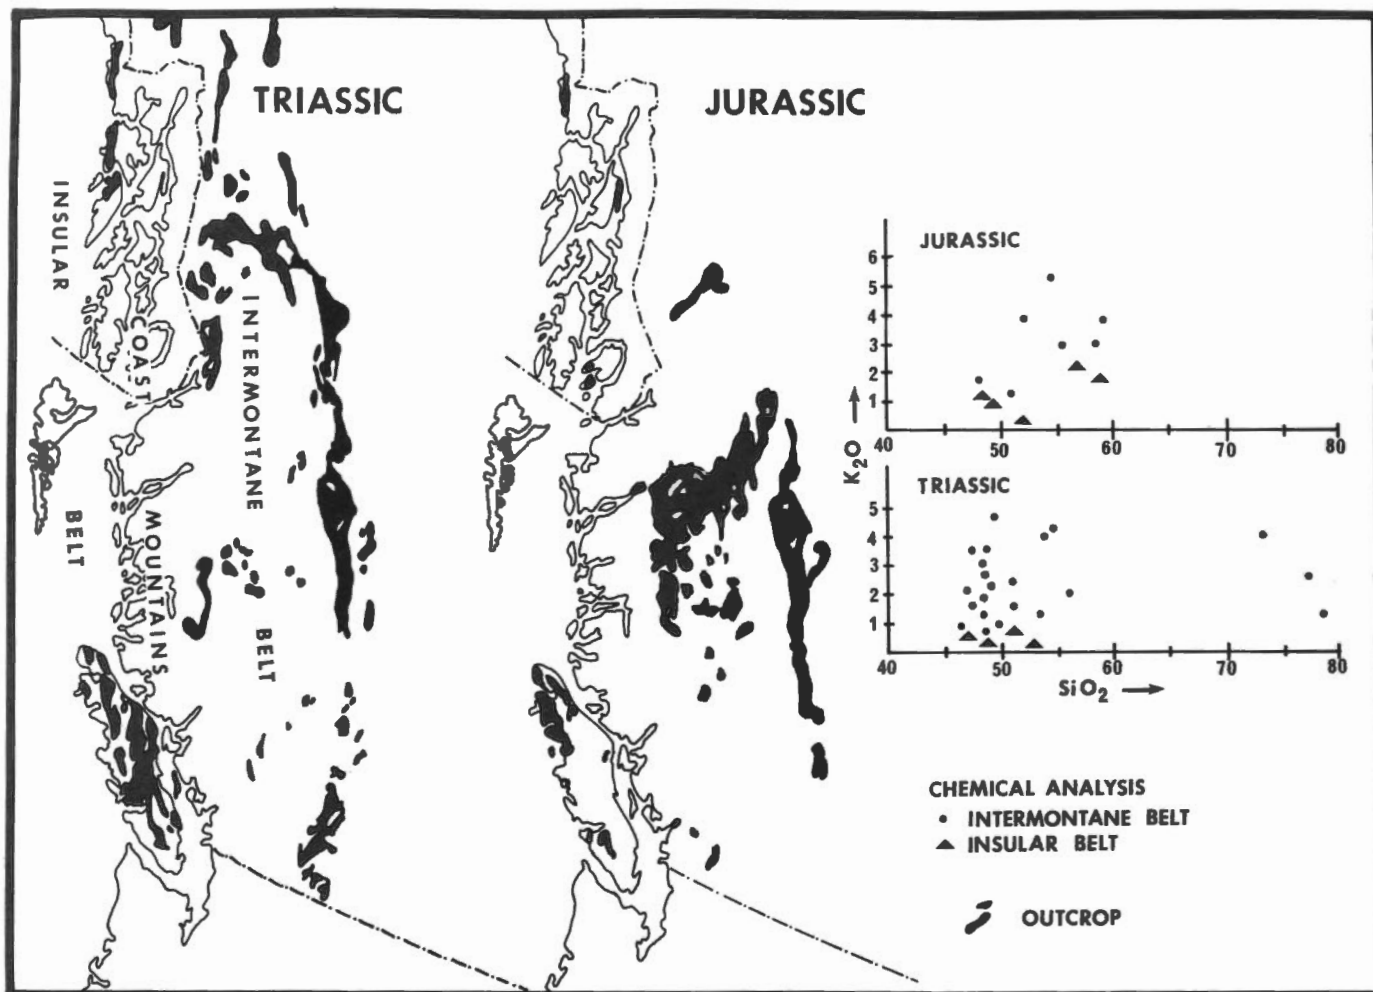 TRIASSIC
JURASSIC
INSULAR
BELT
COAST
MOUNTAINS
INTERMONTANE
BELT
JURASSIC
6
5
4
3
2
1
40
50
60
70
80
K₂O
TRIASSIC
5
4
3
2
1
40
50
60
70
80
SiO₂
CHEMICAL ANALYSIS
INTERMONTANE BELT
INSULAR BELT
OUTCROP